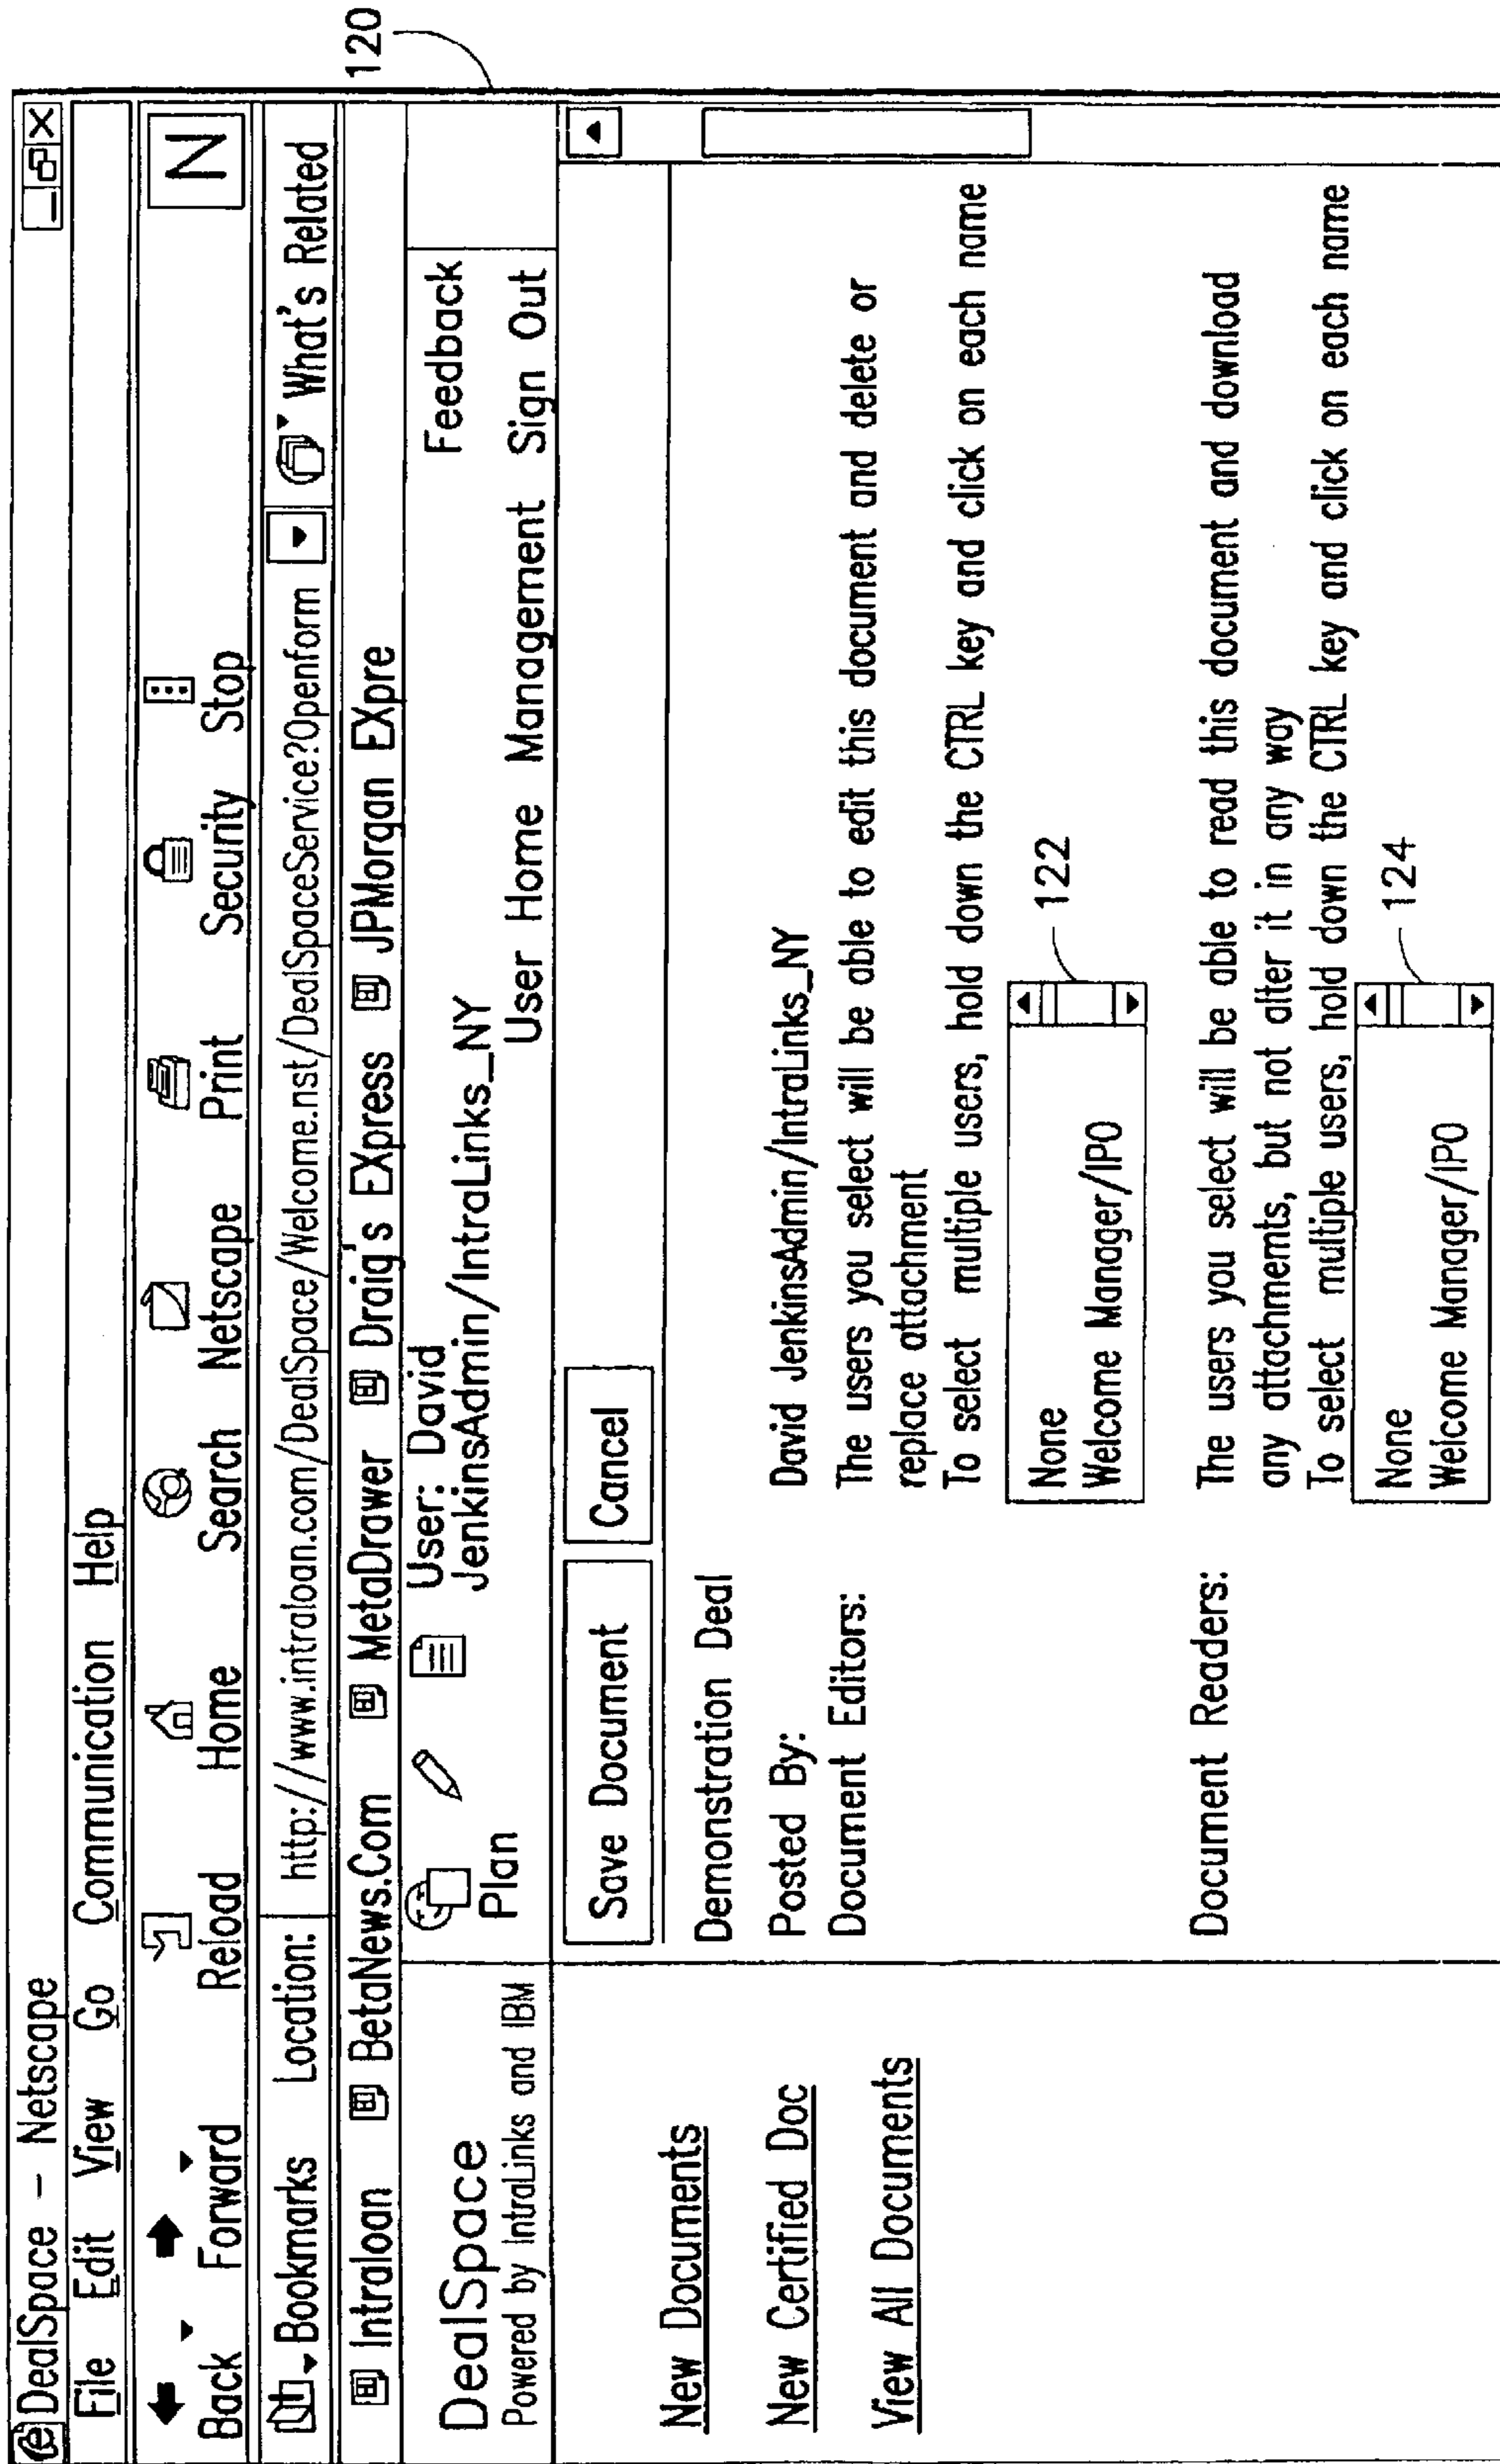 DealSpace – Netscape
File Edit View Go Communication Help
Back Forward Reload Home Search Netscape Print Security Stop
N
Bookmarks Location: http://www.intraloan.com/DealSpace/Welcome.nst/DealSpaceService?Openform What's Related
Intraloan BetaNews.Com MetaDrawer Draig's EXpress JPMorgan EXpre
120
DealSpace
Powered by IntraLinks and IBM
Plan
User: David
JenkinsAdmin/IntraLinks_NY
Feedback
User Home Management Sign Out
New Documents
New Certified Doc
View All Documents
Save Document Cancel
Demonstration Deal
Posted By: David JenkinsAdmin/IntraLinks_NY
Document Editors: The users you select will be able to edit this document and delete or
replace attachment
To select multiple users, hold down the CTRL key and click on each name
None
Welcome Manager/IPO
122
Document Readers: The users you select will be able to read this document and download
any attachmemts, but not alter it in any way
To select multiple users, hold down the CTRL key and click on each name
None
Welcome Manager/IPO
124